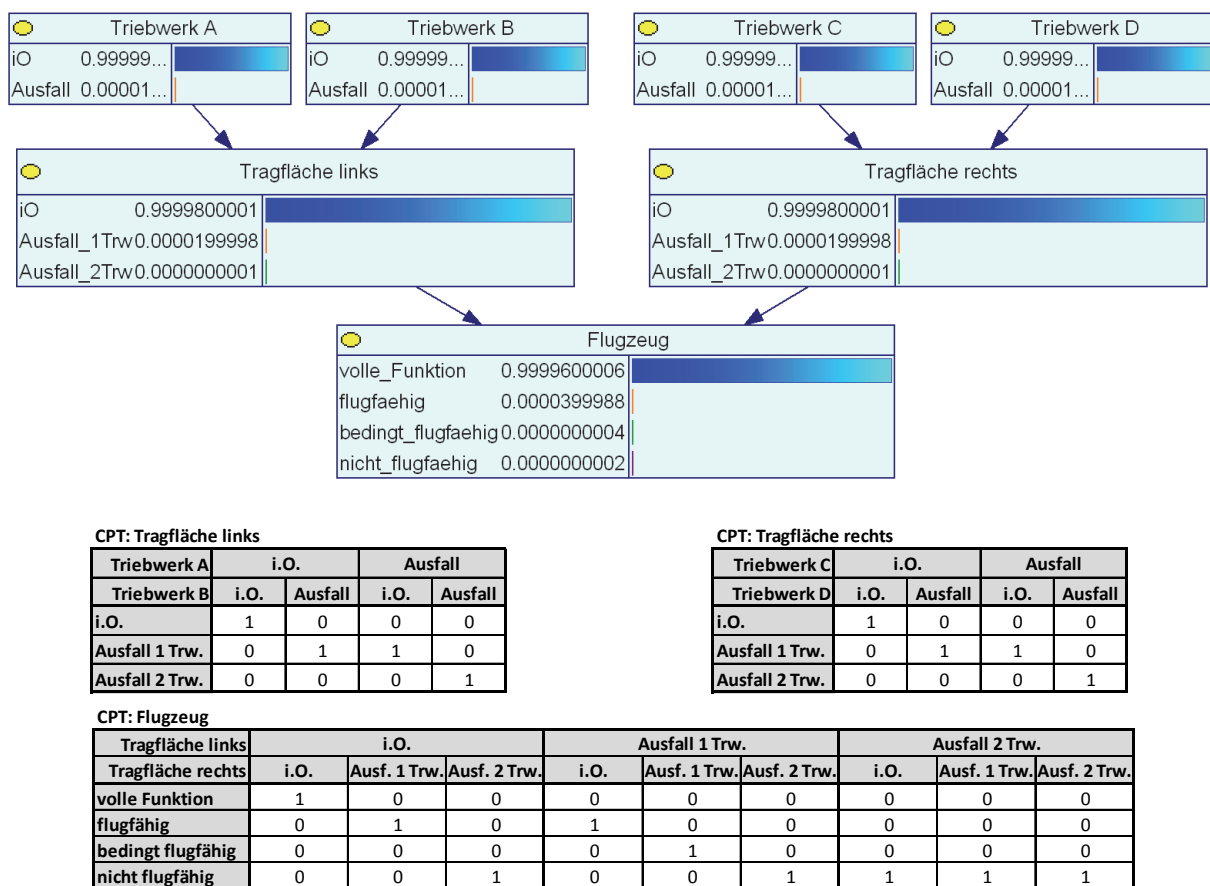 Triebwerk A Triebwerk B Triebwerk C Triebwerk D
iO 0.99999... iO 0.99999... iO 0.99999... iO 0.99999...
Ausfall 0.00001... Ausfall 0.00001... Ausfall 0.00001... Ausfall 0.00001...
Tragfläche links Tragfläche rechts
iO 0.9999800001 iO 0.9999800001
Ausfall_1Trw 0.0000199998 Ausfall_1Trw 0.0000199998
Ausfall_2Trw 0.0000000001 Ausfall_2Trw 0.0000000001
Flugzeug
volle_Funktion 0.9999600006
flugfaehig 0.0000399988
bedingt_flugfaehig 0.0000000004
nicht_flugfaehig 0.0000000002
CPT: Tragfläche links
Triebwerk A i.O. Ausfall
Triebwerk B i.O. Ausfall i.O. Ausfall
i.O. 1 0 0 0
Ausfall 1 Trw. 0 1 1 0
Ausfall 2 Trw. 0 0 0 1
CPT: Tragfläche rechts
Triebwerk C i.O. Ausfall
Triebwerk D i.O. Ausfall i.O. Ausfall
i.O. 1 0 0 0
Ausfall 1 Trw. 0 1 1 0
Ausfall 2 Trw. 0 0 0 1
CPT: Flugzeug
Tragfläche links i.O. Ausfall 1 Trw. Ausfall 2 Trw.
Tragfläche rechts i.O. Ausf. 1 Trw. Ausf. 2 Trw. i.O. Ausf. 1 Trw. Ausf. 2 Trw. i.O. Ausf. 1 Trw. Ausf. 2 Trw.
volle Funktion 1 0 0 0 0 0 0 0 0
flugfähig 0 1 0 1 0 0 0 0 0
bedingt flugfähig 0 0 0 0 1 0 0 0 0
nicht flugfähig 0 0 1 0 0 1 1 1 1